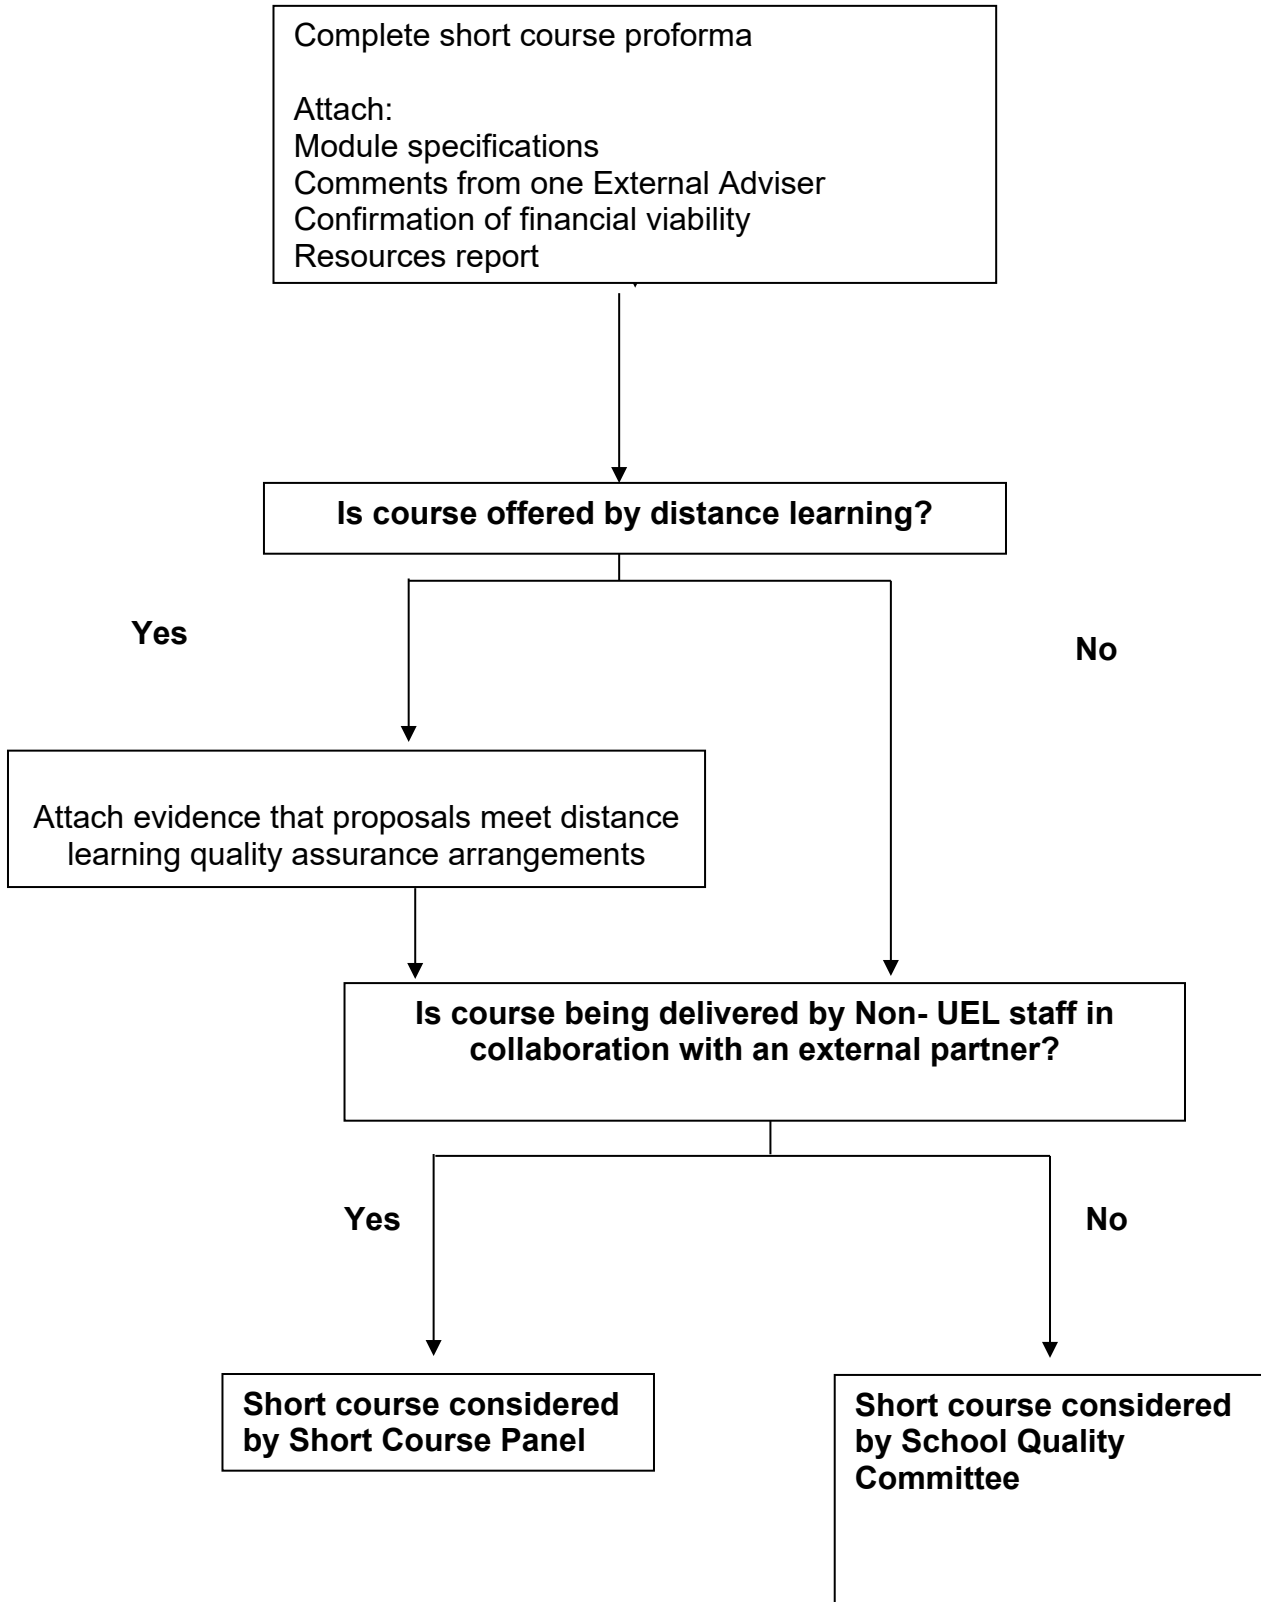 Complete short course proforma
Attach:
Module specifications
Comments from one External Adviser
Confirmation of financial viability
Resources report
Is course offered by distance learning?
Yes
No
Attach evidence that proposals meet distance
learning quality assurance arrangements
Is course being delivered by Non- UEL staff in
collaboration with an external partner?
Yes
No
Short course considered
by Short Course Panel
Short course considered
by School Quality
Committee